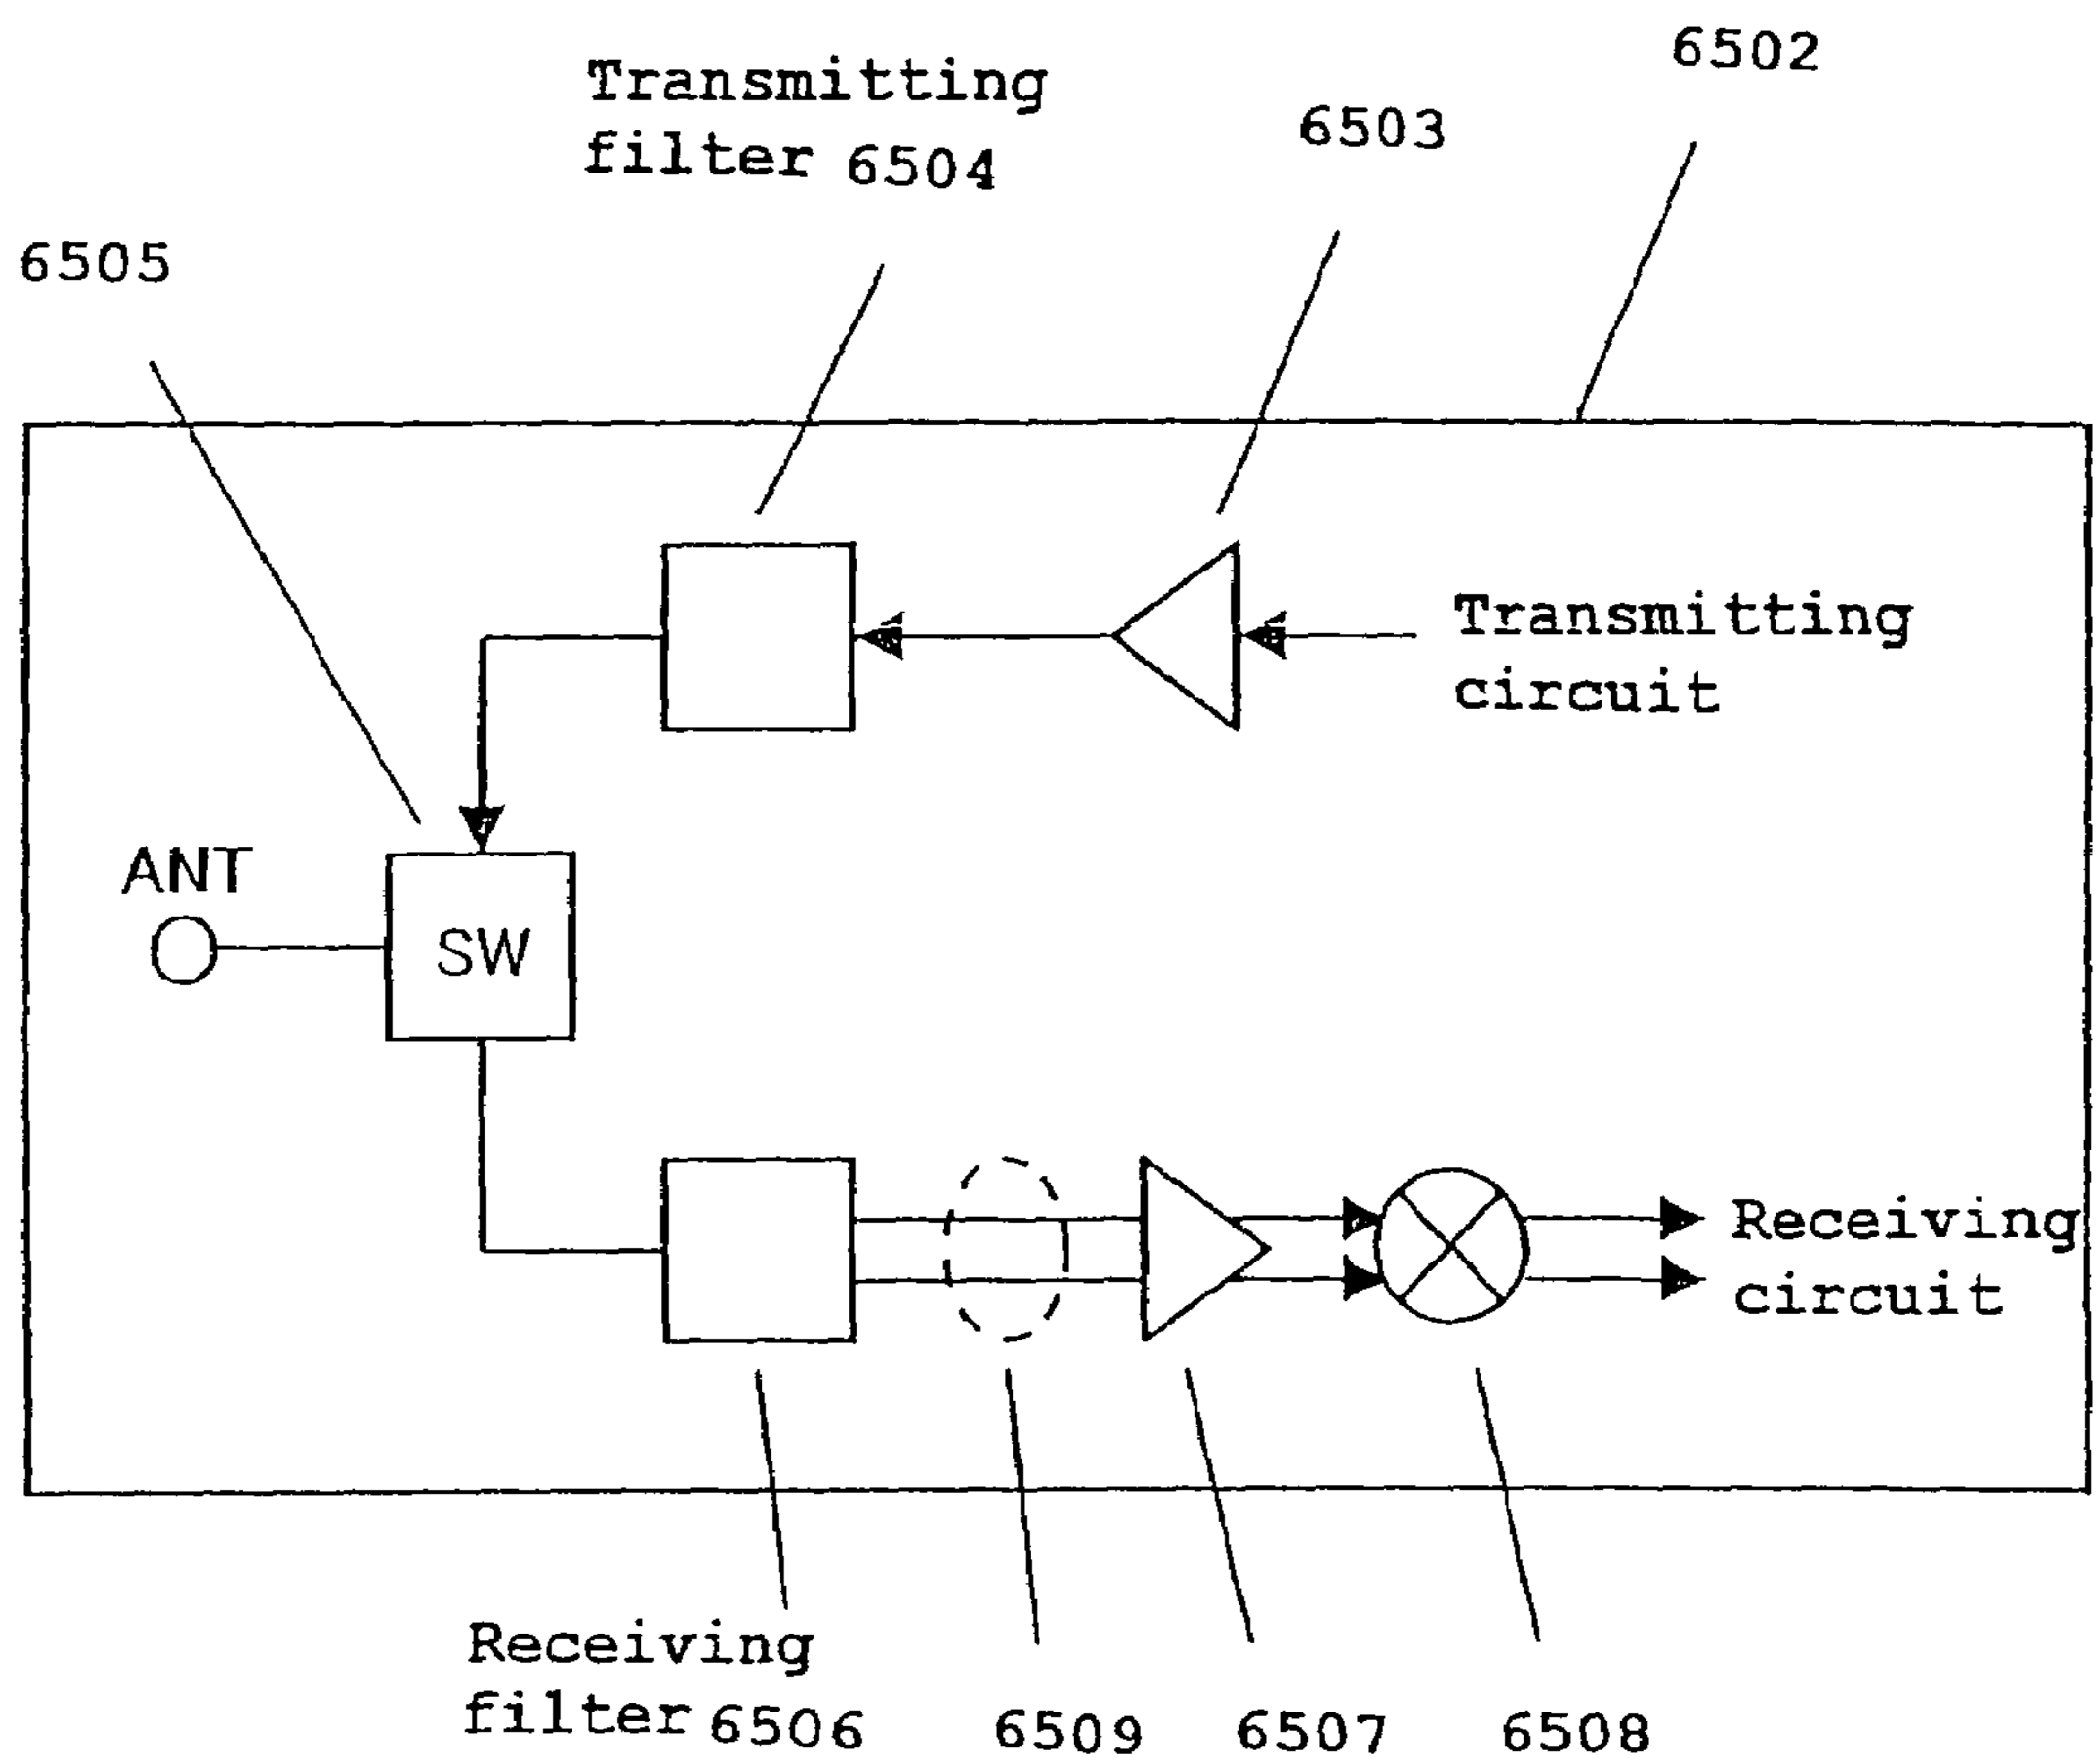 6502
Transmitting
filter 6504
6503
6505
Transmitting
circuit
ANT
SW
Receiving
circuit
Receiving
filter 6506
6509
6507
6508